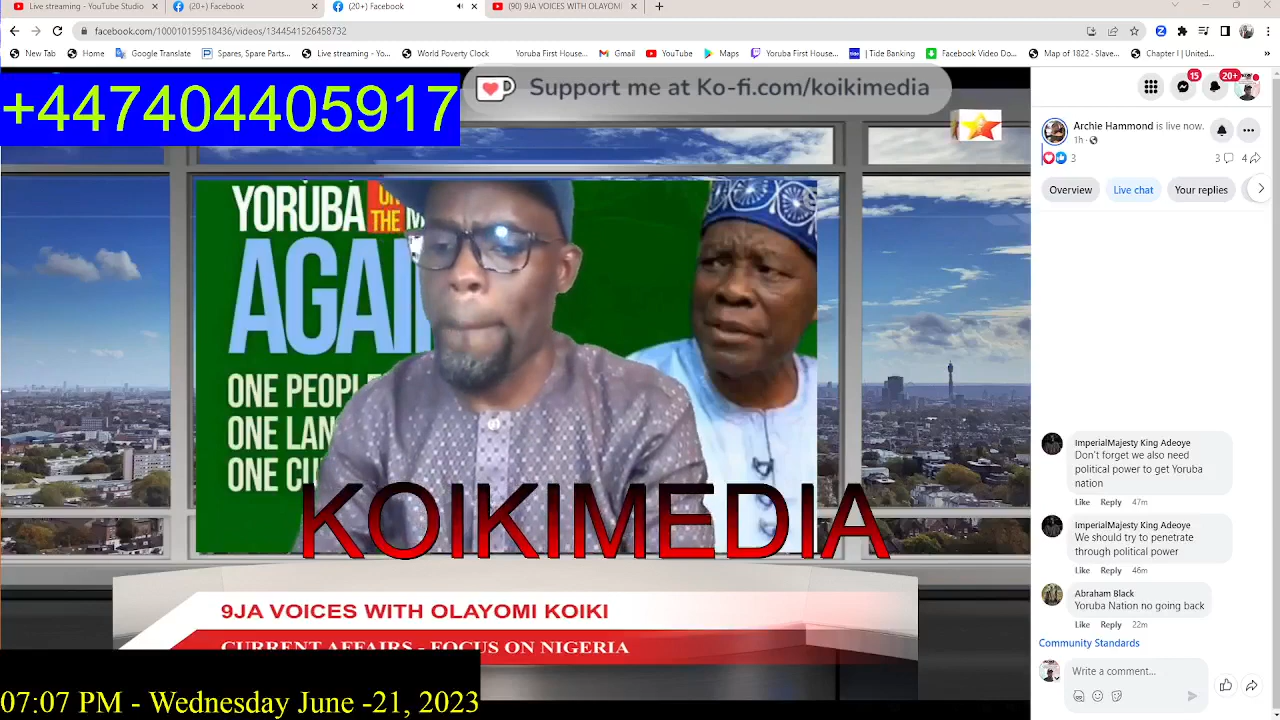 Live streaming - YouTube Studio
(20+) Facebook
(20+) Facebook
(90) 9JA VOICES WITH OLAYOMI
facebook.com/100010159518436/videos/1344541526458732
New Tab
Home
Google Translate
Spares, Parts Spar...
Live streaming - Yo...
World Poverty Clock
Yoruba First House...
Gmail
YouTube
Maps
Yoruba First Hous...
Tide Banking
Facebook Video Do...
Map of 1822 - Slave...
Chapter I | United...
+447404405917
Support me at Ko-fi.com/koikimedia
YORUBA
ON
THE M
AGAI
ONE PEOPLE
ONE LAN
ONE CU
KOIKIMEDIA
9JA VOICES WITH OLAYOMI KOIKI
CURRENT AFFAIRS - FOCUS ON NIGERIA
07:07 PM - Wednesday June -21, 2023
15
20+
Archie Hammond is live now.
1h
3
3
4
Overview
Live chat
Your replies
ImperialMajesty King Adeoye
Don't forget we also need
political power to get Yoruba
nation
Like Reply 47m
ImperialMajesty King Adeoye
We should try to penetrate
through political power
Like Reply 46m
Abraham Black
Yoruba Nation no going back
Like Reply 22m
Community Standards
Write a comment...